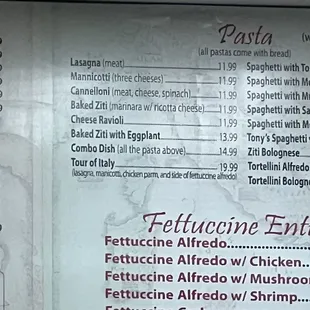 Pasta
(all pastas come with bread)
Lasagna (meat) 11.99
Mannicotti (three cheeses) 11.99
Cannelloni (meat, cheese, spinach) 11.99
Baked Ziti (marinara w/ ricotta cheese) 11.99
Cheese Ravioli 11.99
Baked Ziti with Eggplant 13.99
Combo Dish (all the pasta above) 14.99
Tour of Italy 19.99
(lasagna, manicotti, chicken parm, and side of fettuccine alfredo)
Spaghetti with
Spaghetti with
Spaghetti with
Spaghetti with
Spaghetti with
Tony's Spaghetti
Ziti Bolognese
Tortellini Alfredo
Tortellini
Fettuccine
Fettuccine Alfredo
Fettuccine Alfredo w/ Chicken
Fettuccine Alfredo w/
Fettuccine Alfredo w/ Shrimp